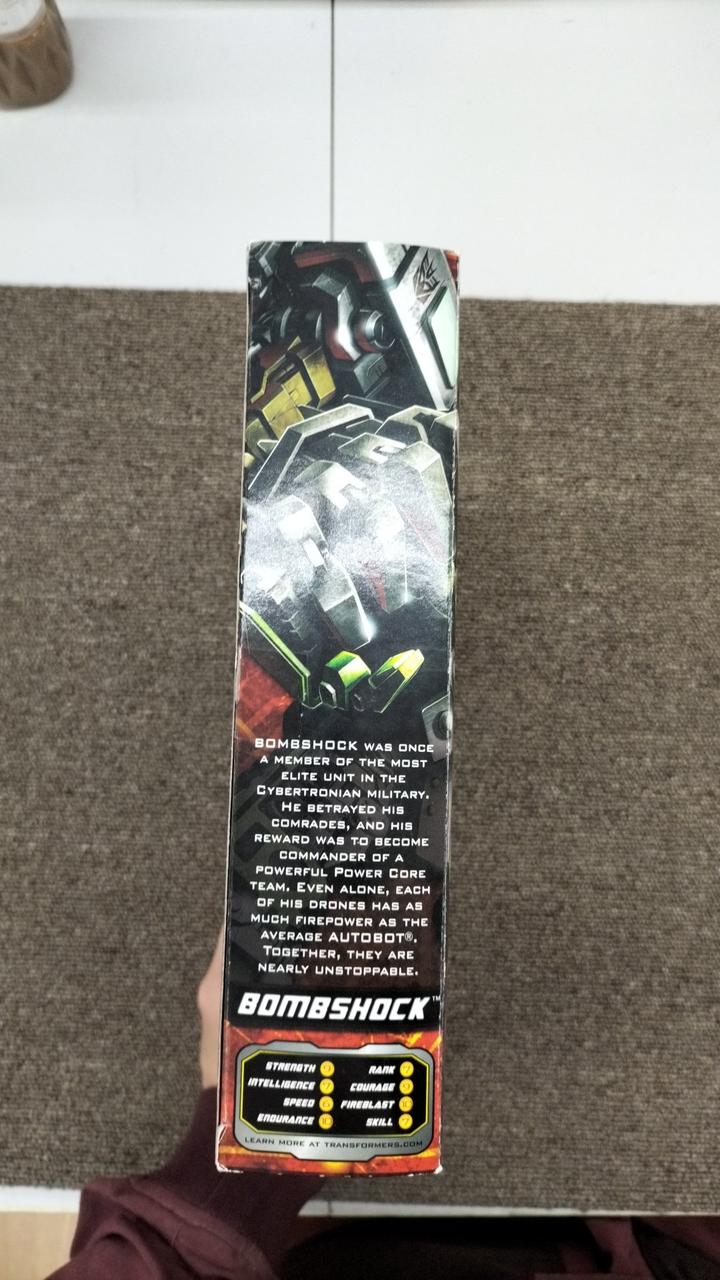 BOMBSHOCK WAS ONCE
A MEMBER OF THE MOST
ELITE UNIT IN THE
CYBERTRONIAN MILITARY.
HE BETRAYED HIS
COMRADES, AND HIS
REWARD WAS TO BECOME
COMMANDER OF A
POWERFUL POWER CORE
TEAM. EVEN ALONE, EACH
OF HIS DRONES HAS AS
MUCH FIREPOWER AS THE
AVERAGE AUTOBOT®.
TOGETHER, THEY ARE
NEARLY UNSTOPPABLE.
BOMBSHOCK™
STRENGTH RANK
INTELLIGENCE COURAGE
SPEED FIREBLAST 10
ENDURANCE 10 SKILL
LEARN MORE AT TRANSFORMERS.COM